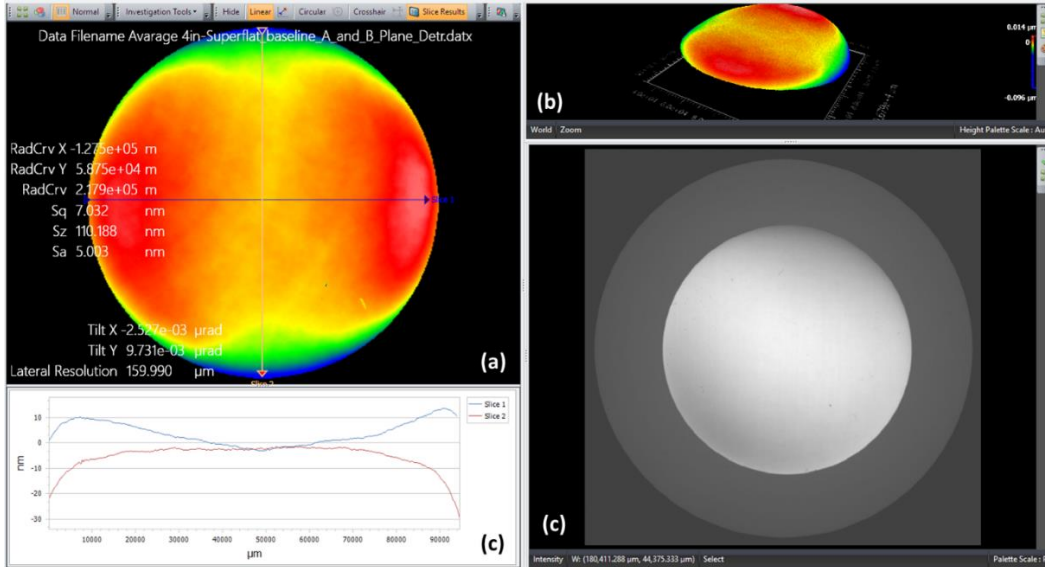 Normal Investigation Tools Hide Linear Circular Crosshair Slice Results
Data Filename Avarage 4in-Superflat_baseline_A_and_B_Plane_Detr.datx
RadCrv X -1.275e+05 m
RadCrv Y 5.875e+04 m
RadCrv 2.179e+05 m
Sq 7.032 nm
Sz 110.188 nm
Sa 5.003 nm
Slice 1
Tilt X -2.527e-03 µrad
Tilt Y 9.731e-03 µrad
Lateral Resolution 159.990 µm
(a)
Slice 2
Slice 1
Slice 2
10
0
-10
-20
-30
nm
10000 20000 30000 40000 50000 60000 70000 80000 90000
µm
(c)
0.014 µm
0
-0.096 µm
(b)
World Zoom Height Palette Scale : Au
(c)
Intensity W: (180,411.288 µm, 44,375.333 µm) Select Palette Scale :